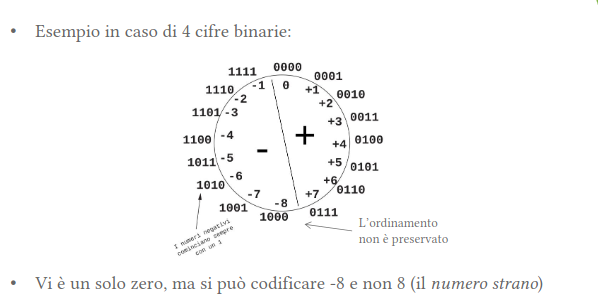 • Esempio in caso di 4 cifre binarie:
1111 0000 0001
1110 -1 0 +1 0010
1101 -2 +2 0011
-3 +3
1100 -4 - + +4 0100
1011 -5 +5 0101
1010 -6 +6 0110
1001 -7 +7 0111
1000 -8
I numeri negativi
cominciano sempre
con un 1
L'ordinamento
non è preservato
• Vi è un solo zero, ma si può codificare -8 e non 8 (il numero strano)